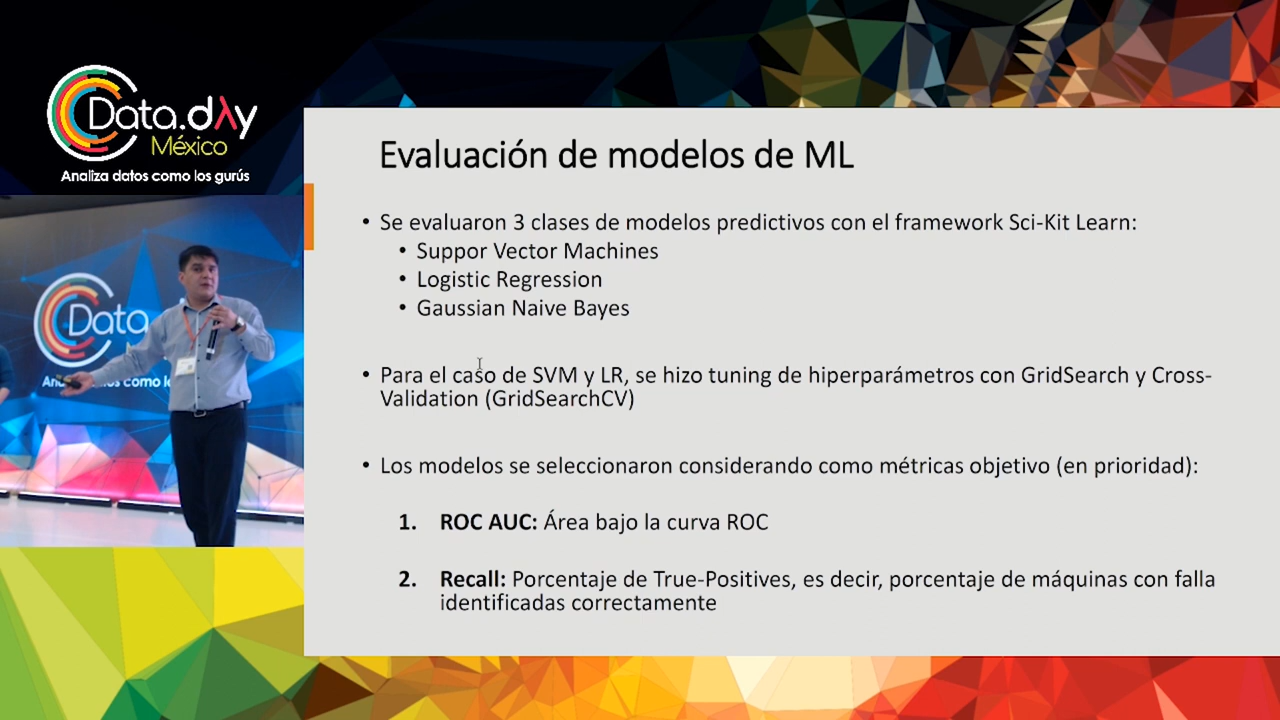 Data.dλy
México
Analiza datos como los gurús
Data
como l
Evaluación de modelos de ML
• Se evaluaron 3 clases de modelos predictivos con el framework Sci-Kit Learn:
• Suppor Vector Machines
• Logistic Regression
• Gaussian Naive Bayes
• Para el caso de SVM y LR, se hizo tuning de hiperparámetros con GridSearch y Cross-
Validation (GridSearchCV)
• Los modelos se seleccionaron considerando como métricas objetivo (en prioridad):
1. ROC AUC: Área bajo la curva ROC
2. Recall: Porcentaje de True-Positives, es decir, porcentaje de máquinas con falla
identificadas correctamente